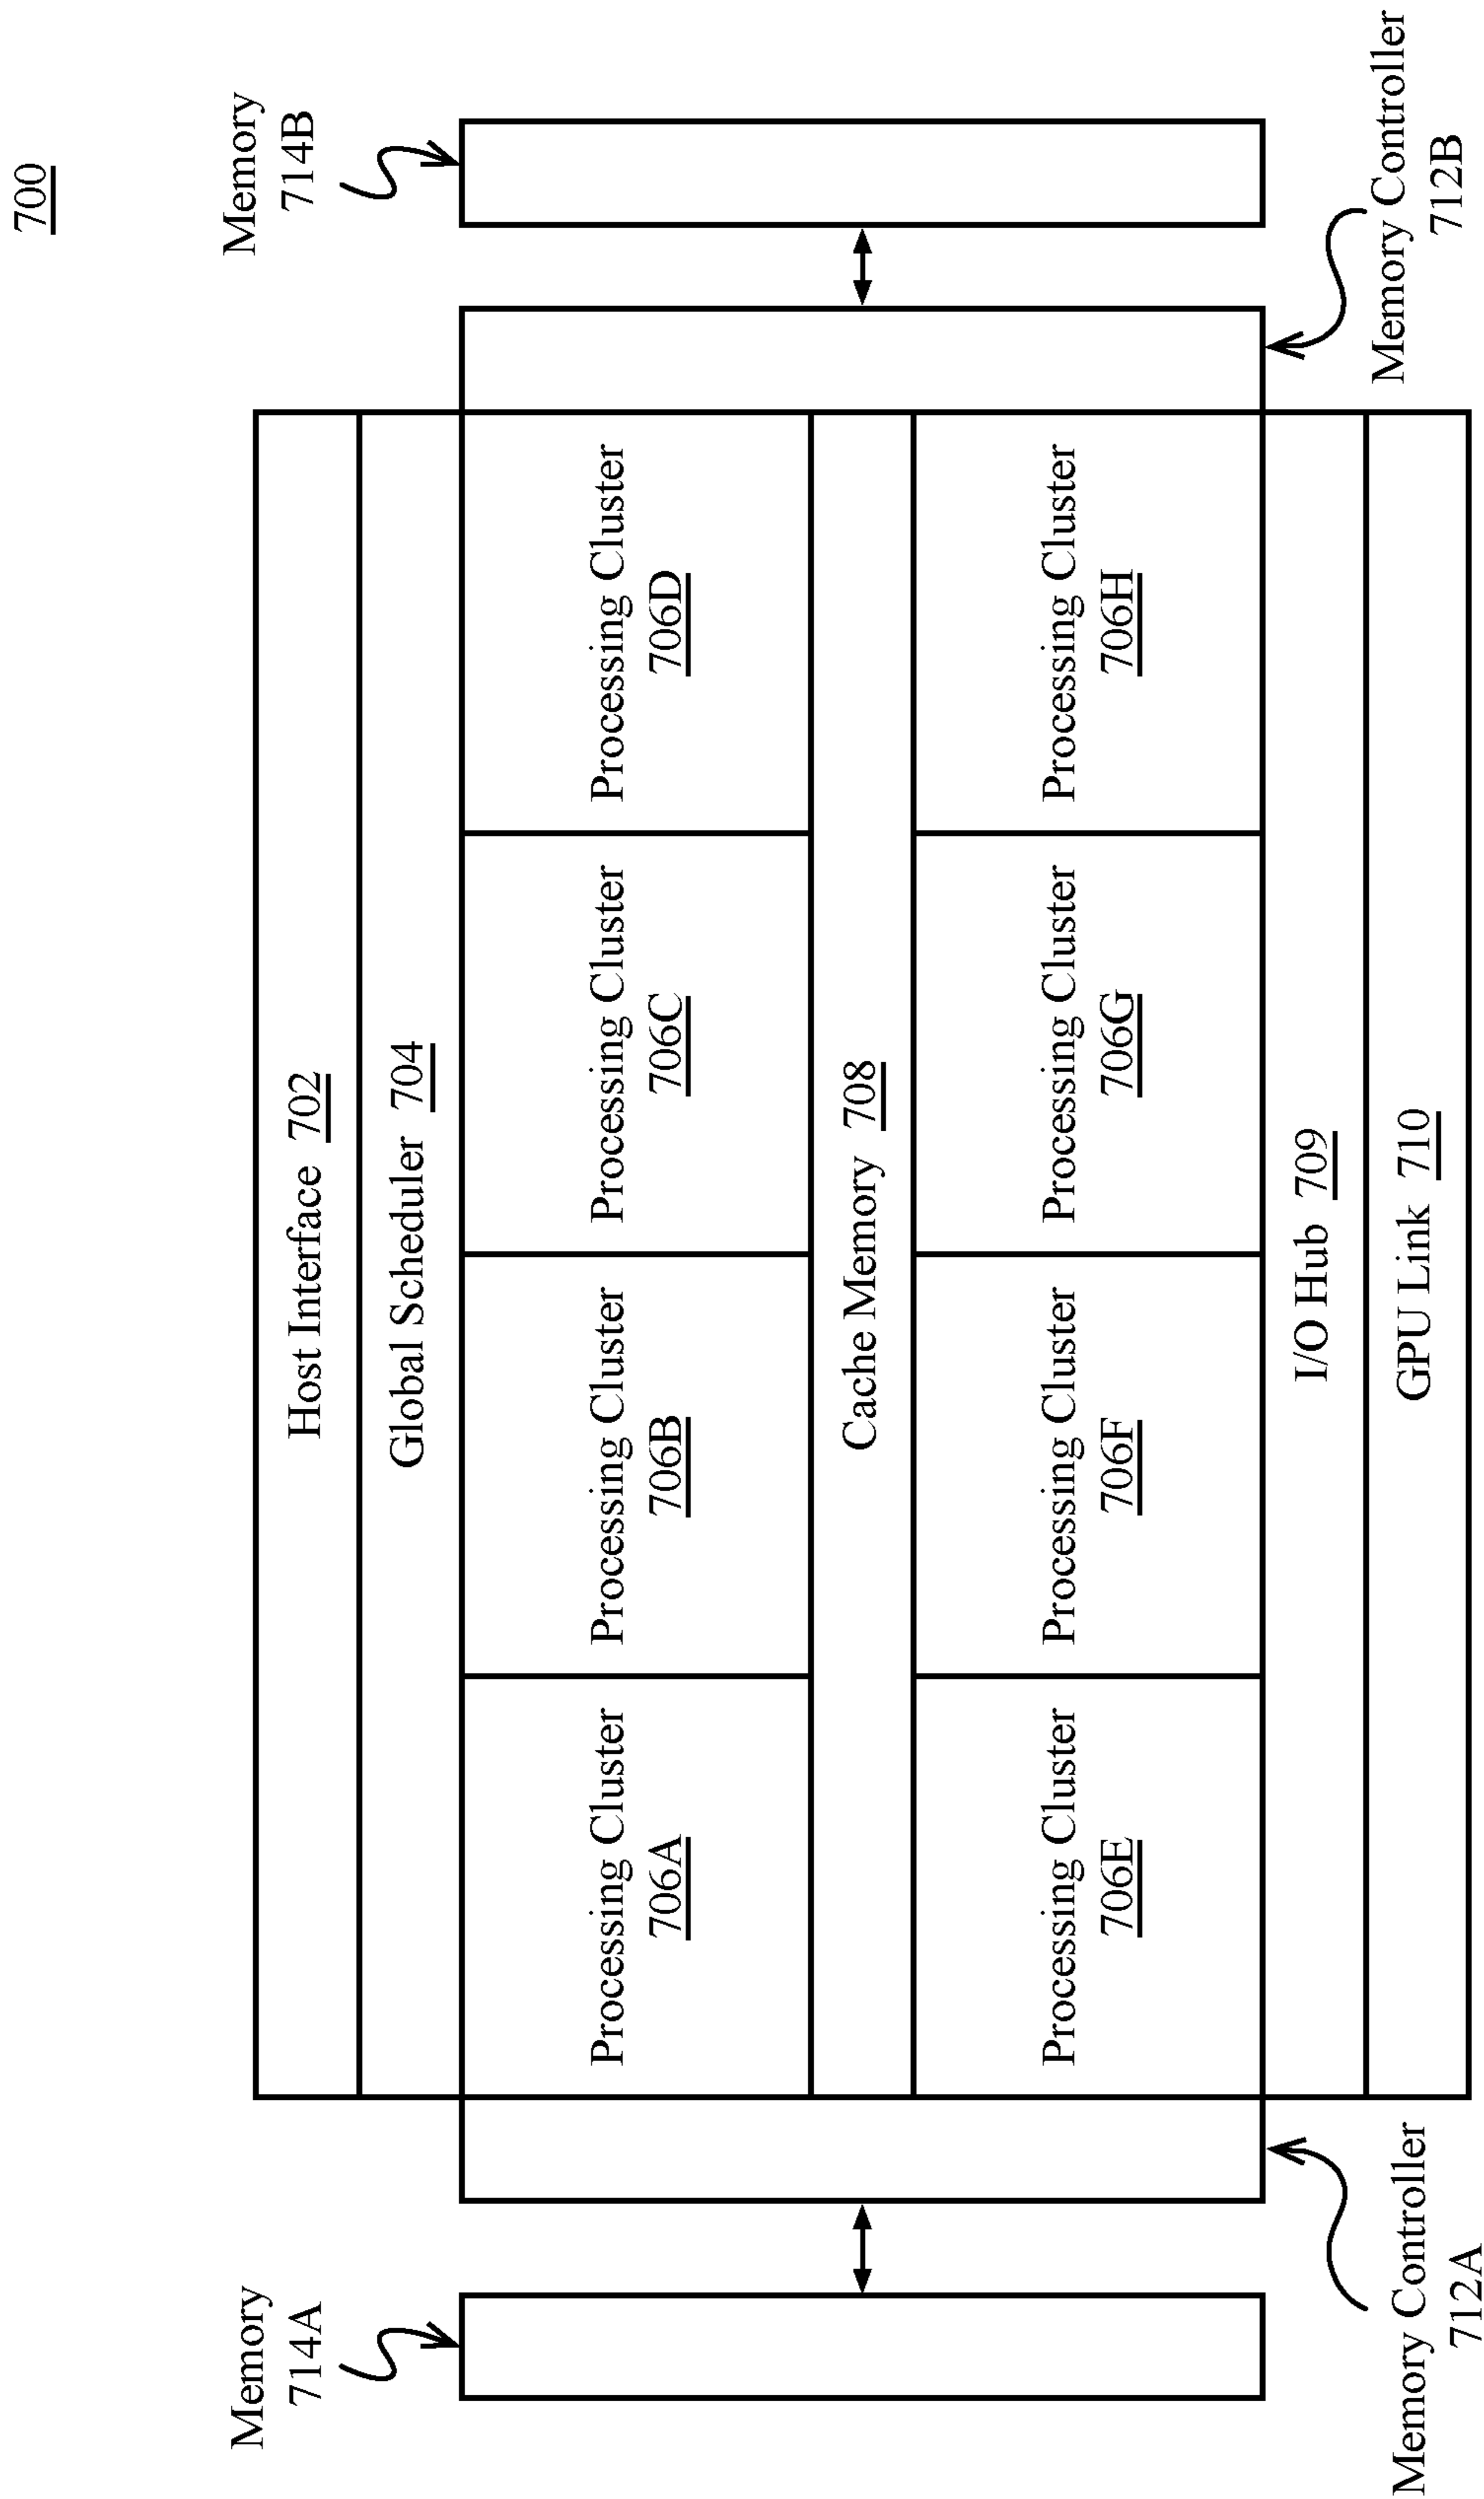 700
Memory
714A
Memory
714B
Host Interface 702
Global Scheduler 704
Processing Cluster
706A
Processing Cluster
706B
Processing Cluster
706C
Processing Cluster
706D
Cache Memory 708
Processing Cluster
706E
Processing Cluster
706F
Processing Cluster
706G
Processing Cluster
706H
I/O Hub 709
GPU Link 710
Memory Controller
712A
Memory Controller
712B